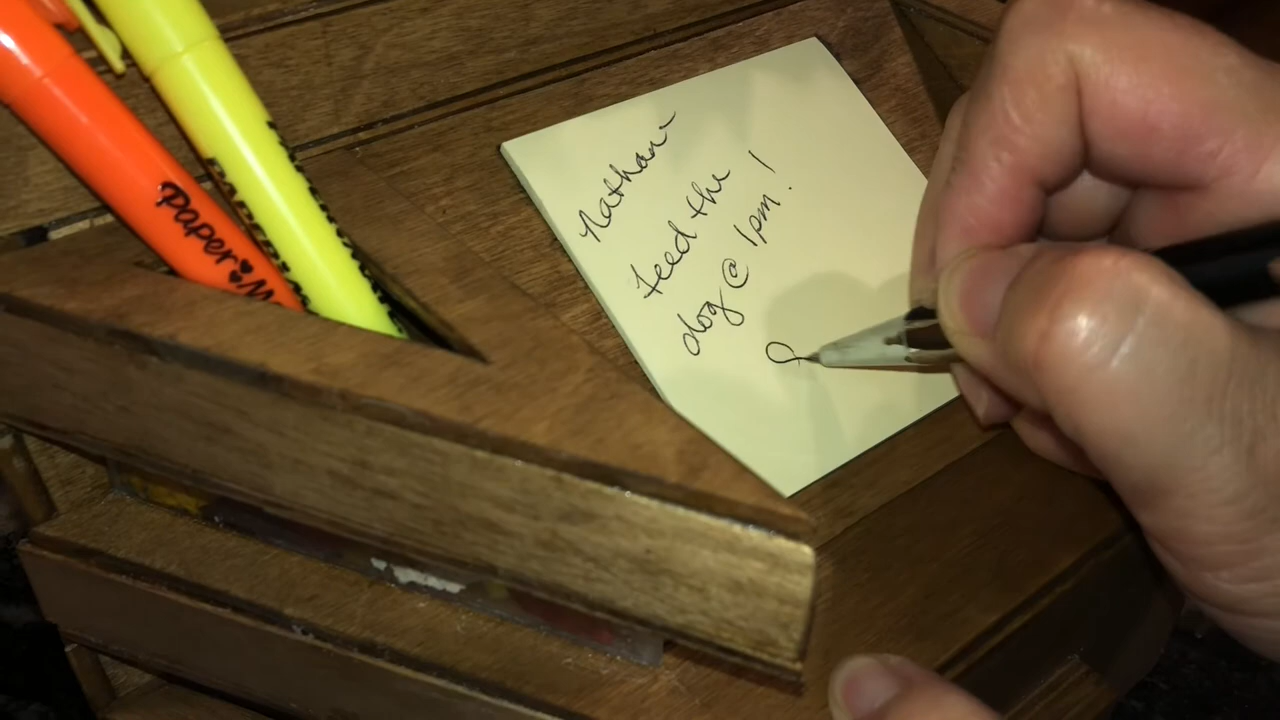 Nathan
feed the
dog @ 1pm!
Paper♥M